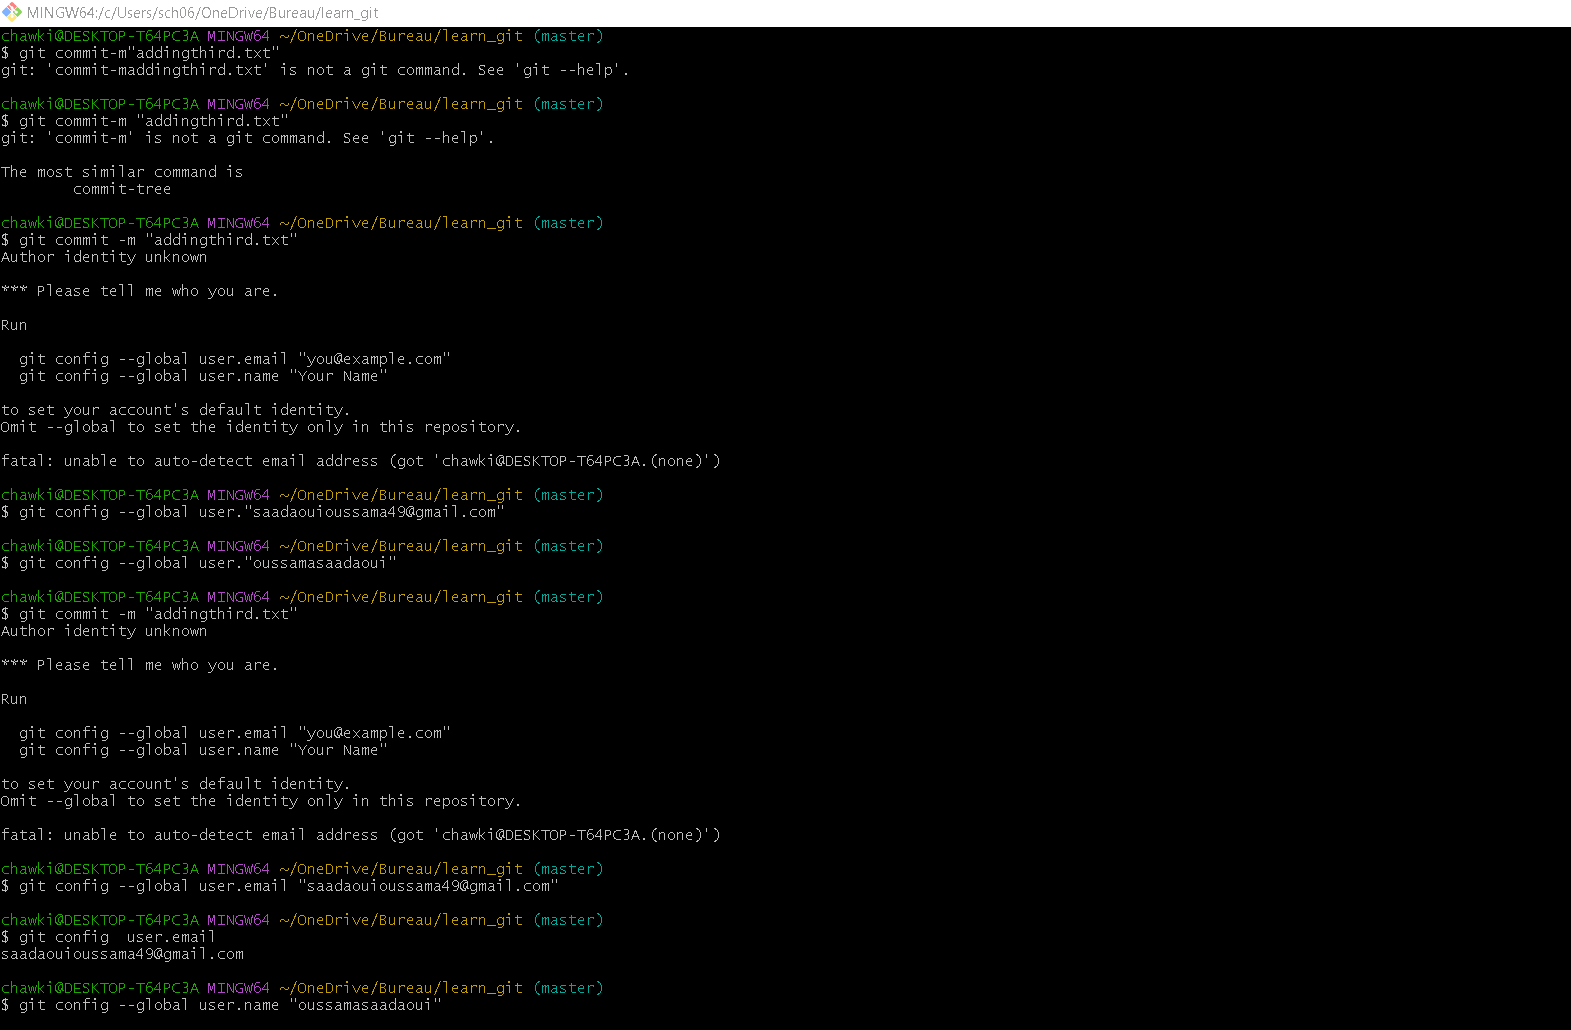 MINGW64:/c/Users/sch06/OneDrive/Bureau/learn_git
chawki@DESKTOP-T64PC3A MINGW64 ~/OneDrive/Bureau/learn_git (master)
$ git commit-m"addingthird.txt"
git: 'commit-maddingthird.txt' is not a git command. See 'git --help'.
chawki@DESKTOP-T64PC3A MINGW64 ~/OneDrive/Bureau/learn_git (master)
$ git commit-m "addingthird.txt"
git: 'commit-m' is not a git command. See 'git --help'.
The most similar command is
commit-tree
chawki@DESKTOP-T64PC3A MINGW64 ~/OneDrive/Bureau/learn_git (master)
$ git commit -m "addingthird.txt"
Author identity unknown
*** Please tell me who you are.
Run
git config --global user.email "you@example.com"
git config --global user.name "Your Name"
to set your account's default identity.
Omit --global to set the identity only in this repository.
fatal: unable to auto-detect email address (got 'chawki@DESKTOP-T64PC3A.(none)')
chawki@DESKTOP-T64PC3A MINGW64 ~/OneDrive/Bureau/learn_git (master)
$ git config --global user."saadaouioussama49@gmail.com"
chawki@DESKTOP-T64PC3A MINGW64 ~/OneDrive/Bureau/learn_git (master)
$ git config --global user."oussamasaadaoui"
chawki@DESKTOP-T64PC3A MINGW64 ~/OneDrive/Bureau/learn_git (master)
$ git commit -m "addingthird.txt"
Author identity unknown
*** Please tell me who you are.
Run
git config --global user.email "you@example.com"
git config --global user.name "Your Name"
to set your account's default identity.
Omit --global to set the identity only in this repository.
fatal: unable to auto-detect email address (got 'chawki@DESKTOP-T64PC3A.(none)')
chawki@DESKTOP-T64PC3A MINGW64 ~/OneDrive/Bureau/learn_git (master)
$ git config --global user.email "saadaouioussama49@gmail.com"
chawki@DESKTOP-T64PC3A MINGW64 ~/OneDrive/Bureau/learn_git (master)
$ git config  user.email
saadaouioussama49@gmail.com
chawki@DESKTOP-T64PC3A MINGW64 ~/OneDrive/Bureau/learn_git (master)
$ git config --global user.name "oussamasaadaoui"